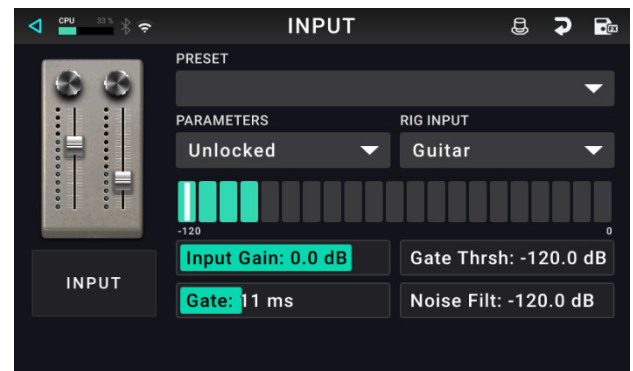 CPU 33 % INPUT
PRESET
PARAMETERS RIG INPUT
Unlocked Guitar
-120 0
Input Gain: 0.0 dB Gate Thrsh: -120.0 dB
INPUT
Gate: 11 ms Noise Filt: -120.0 dB